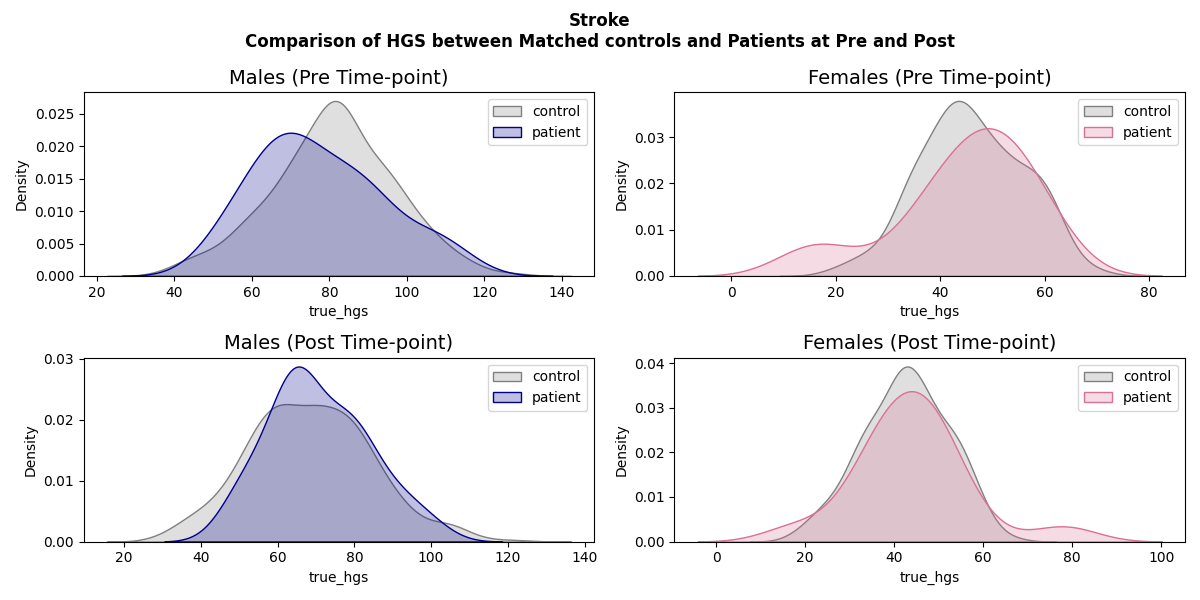 Stroke
Comparison of HGS between Matched controls and Patients at Pre and Post
Males (Pre Time-point)
Density
0.025
0.020
0.015
0.010
0.005
0.000
control
patient
20 40 60 80 100 120 140
true_hgs
Females (Pre Time-point)
Density
0.03
0.02
0.01
0.00
control
patient
0 20 40 60 80
true_hgs
Males (Post Time-point)
Density
0.03
0.02
0.01
0.00
control
patient
20 40 60 80 100 120 140
true_hgs
Females (Post Time-point)
Density
0.04
0.03
0.02
0.01
0.00
control
patient
0 20 40 60 80 100
true_hgs